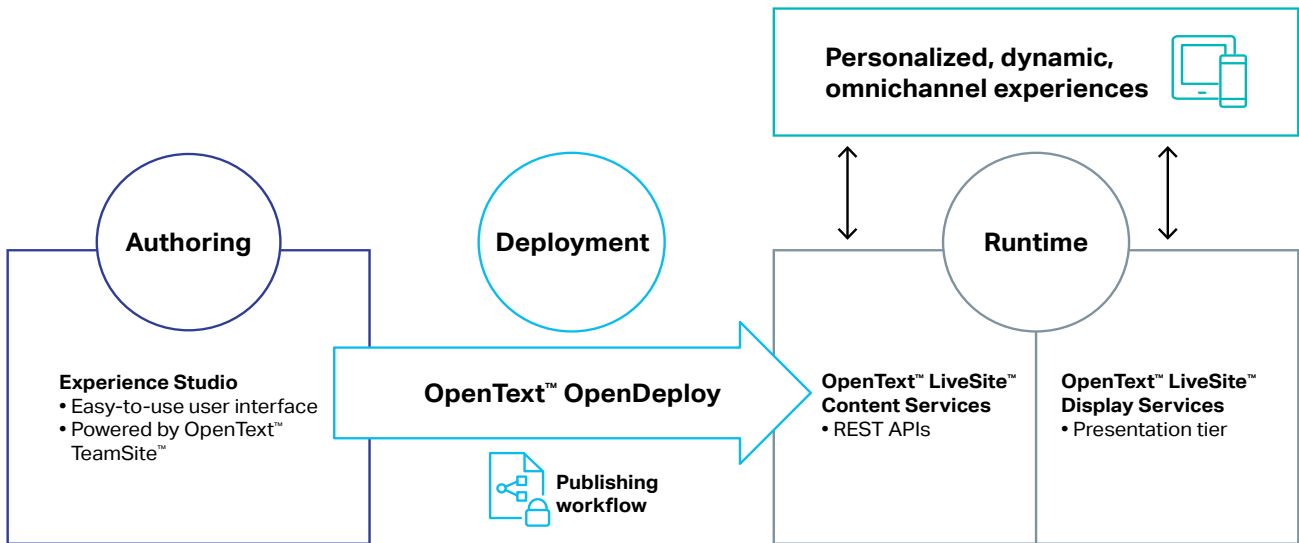 Personalized, dynamic,
omnichannel experiences
Authoring
Deployment
Runtime
Experience Studio
• Easy-to-use user interface
• Powered by OpenText™
TeamSite™
OpenText™ OpenDeploy
Publishing
workflow
OpenText™ LiveSite™
Content Services
• REST APIs
OpenText™ LiveSite™
Display Services
• Presentation tier